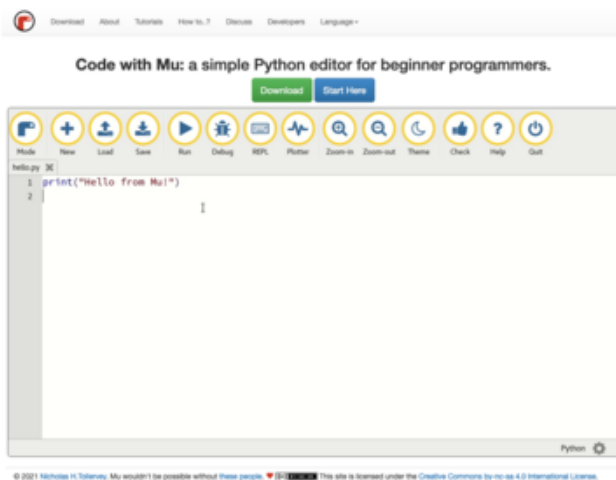 Download About Tutorials How to..? Discuss Developers Language
Code with Mu: a simple Python editor for beginner programmers.
Download Start Here
Mode New Load Save Run Debug REPL Plotter Zoom-in Zoom-out Theme Check Help Quit
hello.py
1 print("Hello from Mu!")
2
Python
© 2021 Nicholas H.Tollervey. Mu wouldn't be possible without these people. This site is licensed under the Creative Commons by-nc-sa 4.0 International License.